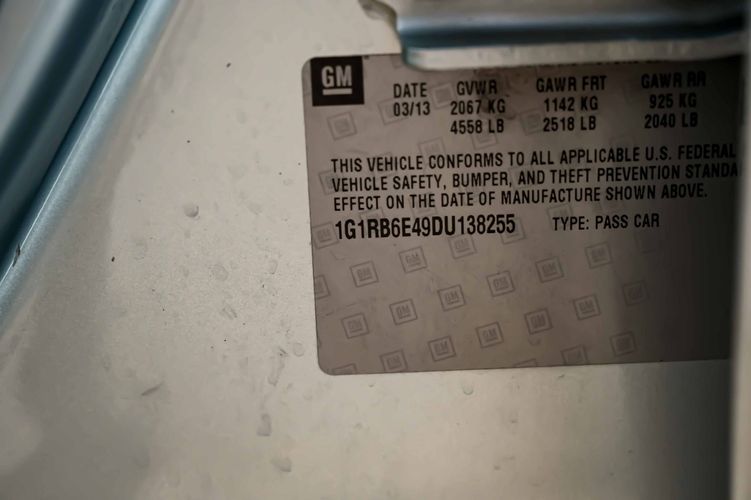 GM
DATE GVWR GAWR FRT GAWR RR
03/13 2067 KG 1142 KG 925 KG
4558 LB 2518 LB 2040 LB
THIS VEHICLE CONFORMS TO ALL APPLICABLE U.S. FEDERAL
VEHICLE SAFETY, BUMPER, AND THEFT PREVENTION STANDA
EFFECT ON THE DATE OF MANUFACTURE SHOWN ABOVE.
1G1RB6E49DU138255 TYPE: PASS CAR